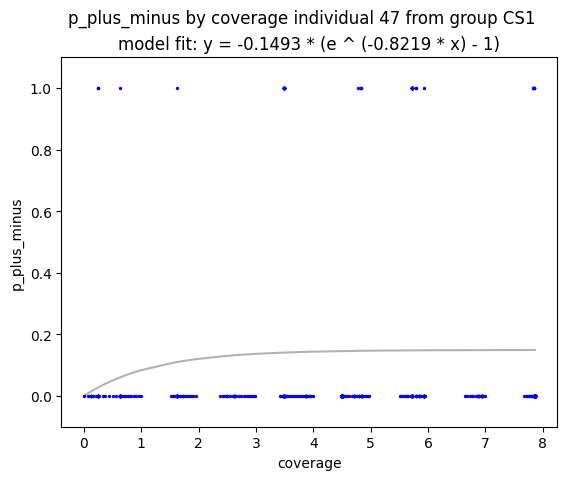 p_plus_minus by coverage individual 47 from group CS1
model fit: y = -0.1493 * (e ^ (-0.8219 * x) - 1)
1.0
0.8
0.6
0.4
0.2
0.0
p_plus_minus
0 1 2 3 4 5 6 7 8
coverage